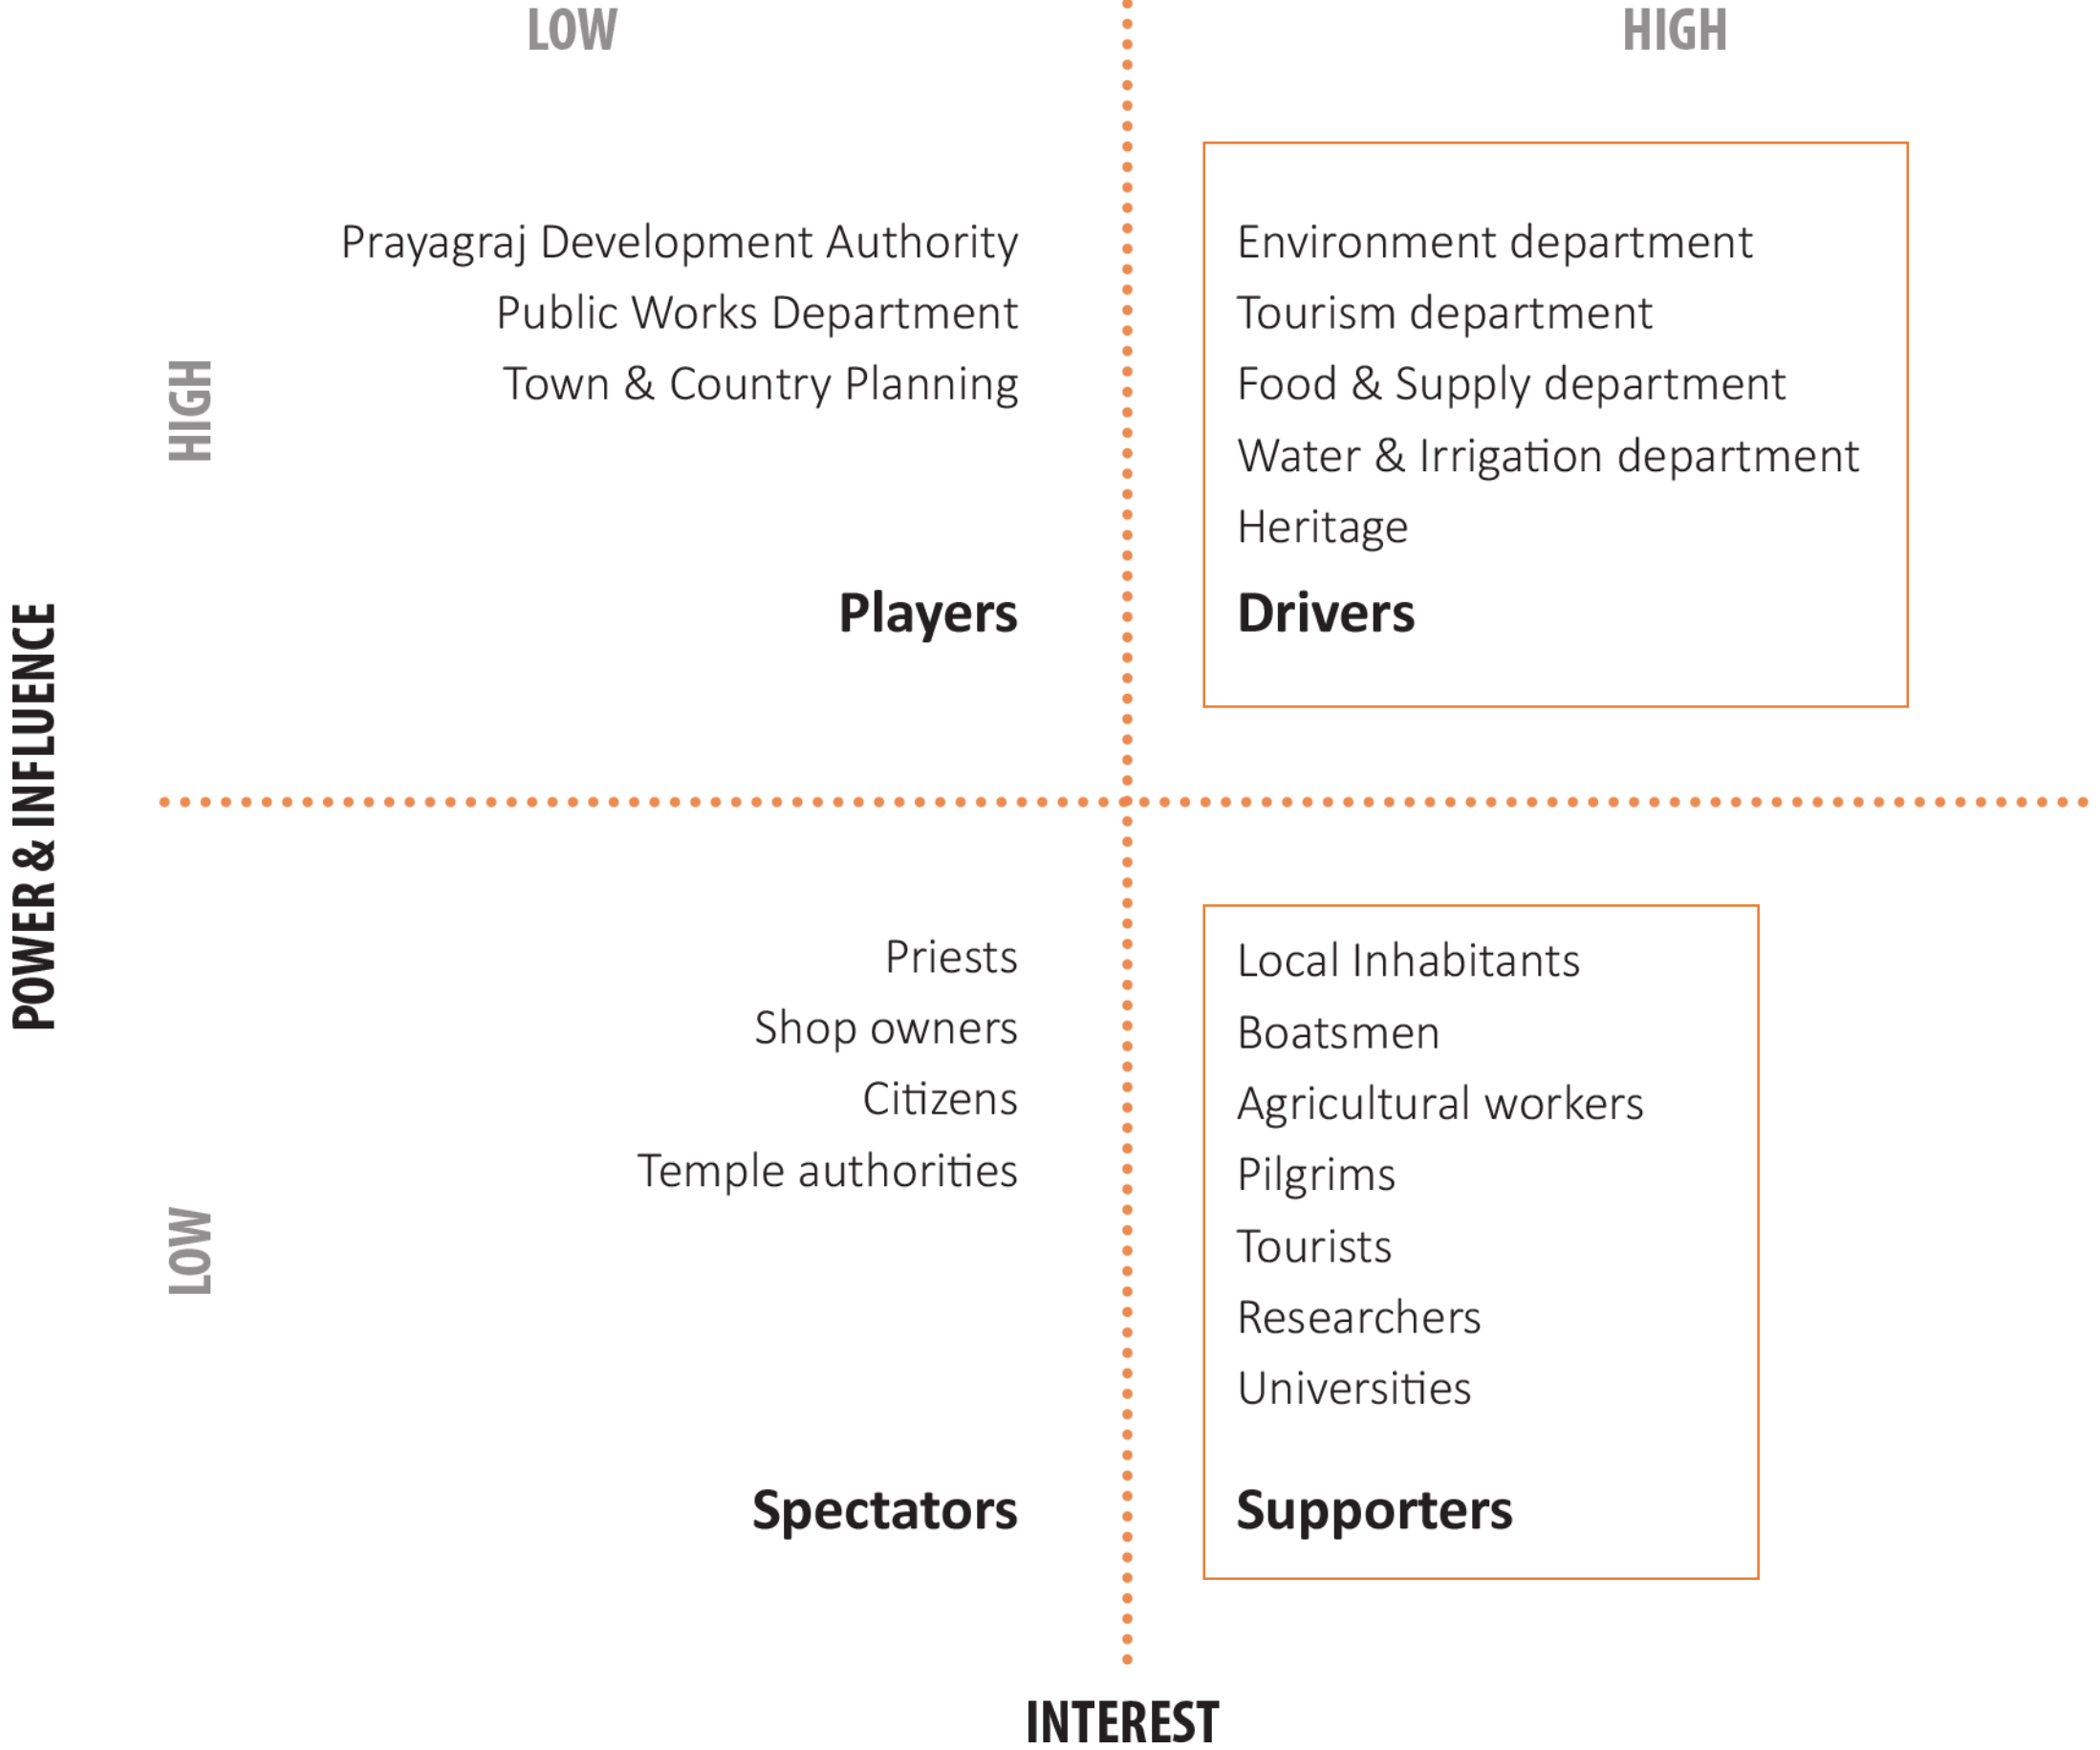 LOW
HIGH
POWER & INFLUENCE
HIGH
Prayagraj Development Authority
Public Works Department
Town & Country Planning
Players
Environment department
Tourism department
Food & Supply department
Water & Irrigation department
Heritage
Drivers
LOW
Priests
Shop owners
Citizens
Temple authorities
Spectators
Local Inhabitants
Boatsmen
Agricultural workers
Pilgrims
Tourists
Researchers
Universities
Supporters
INTEREST